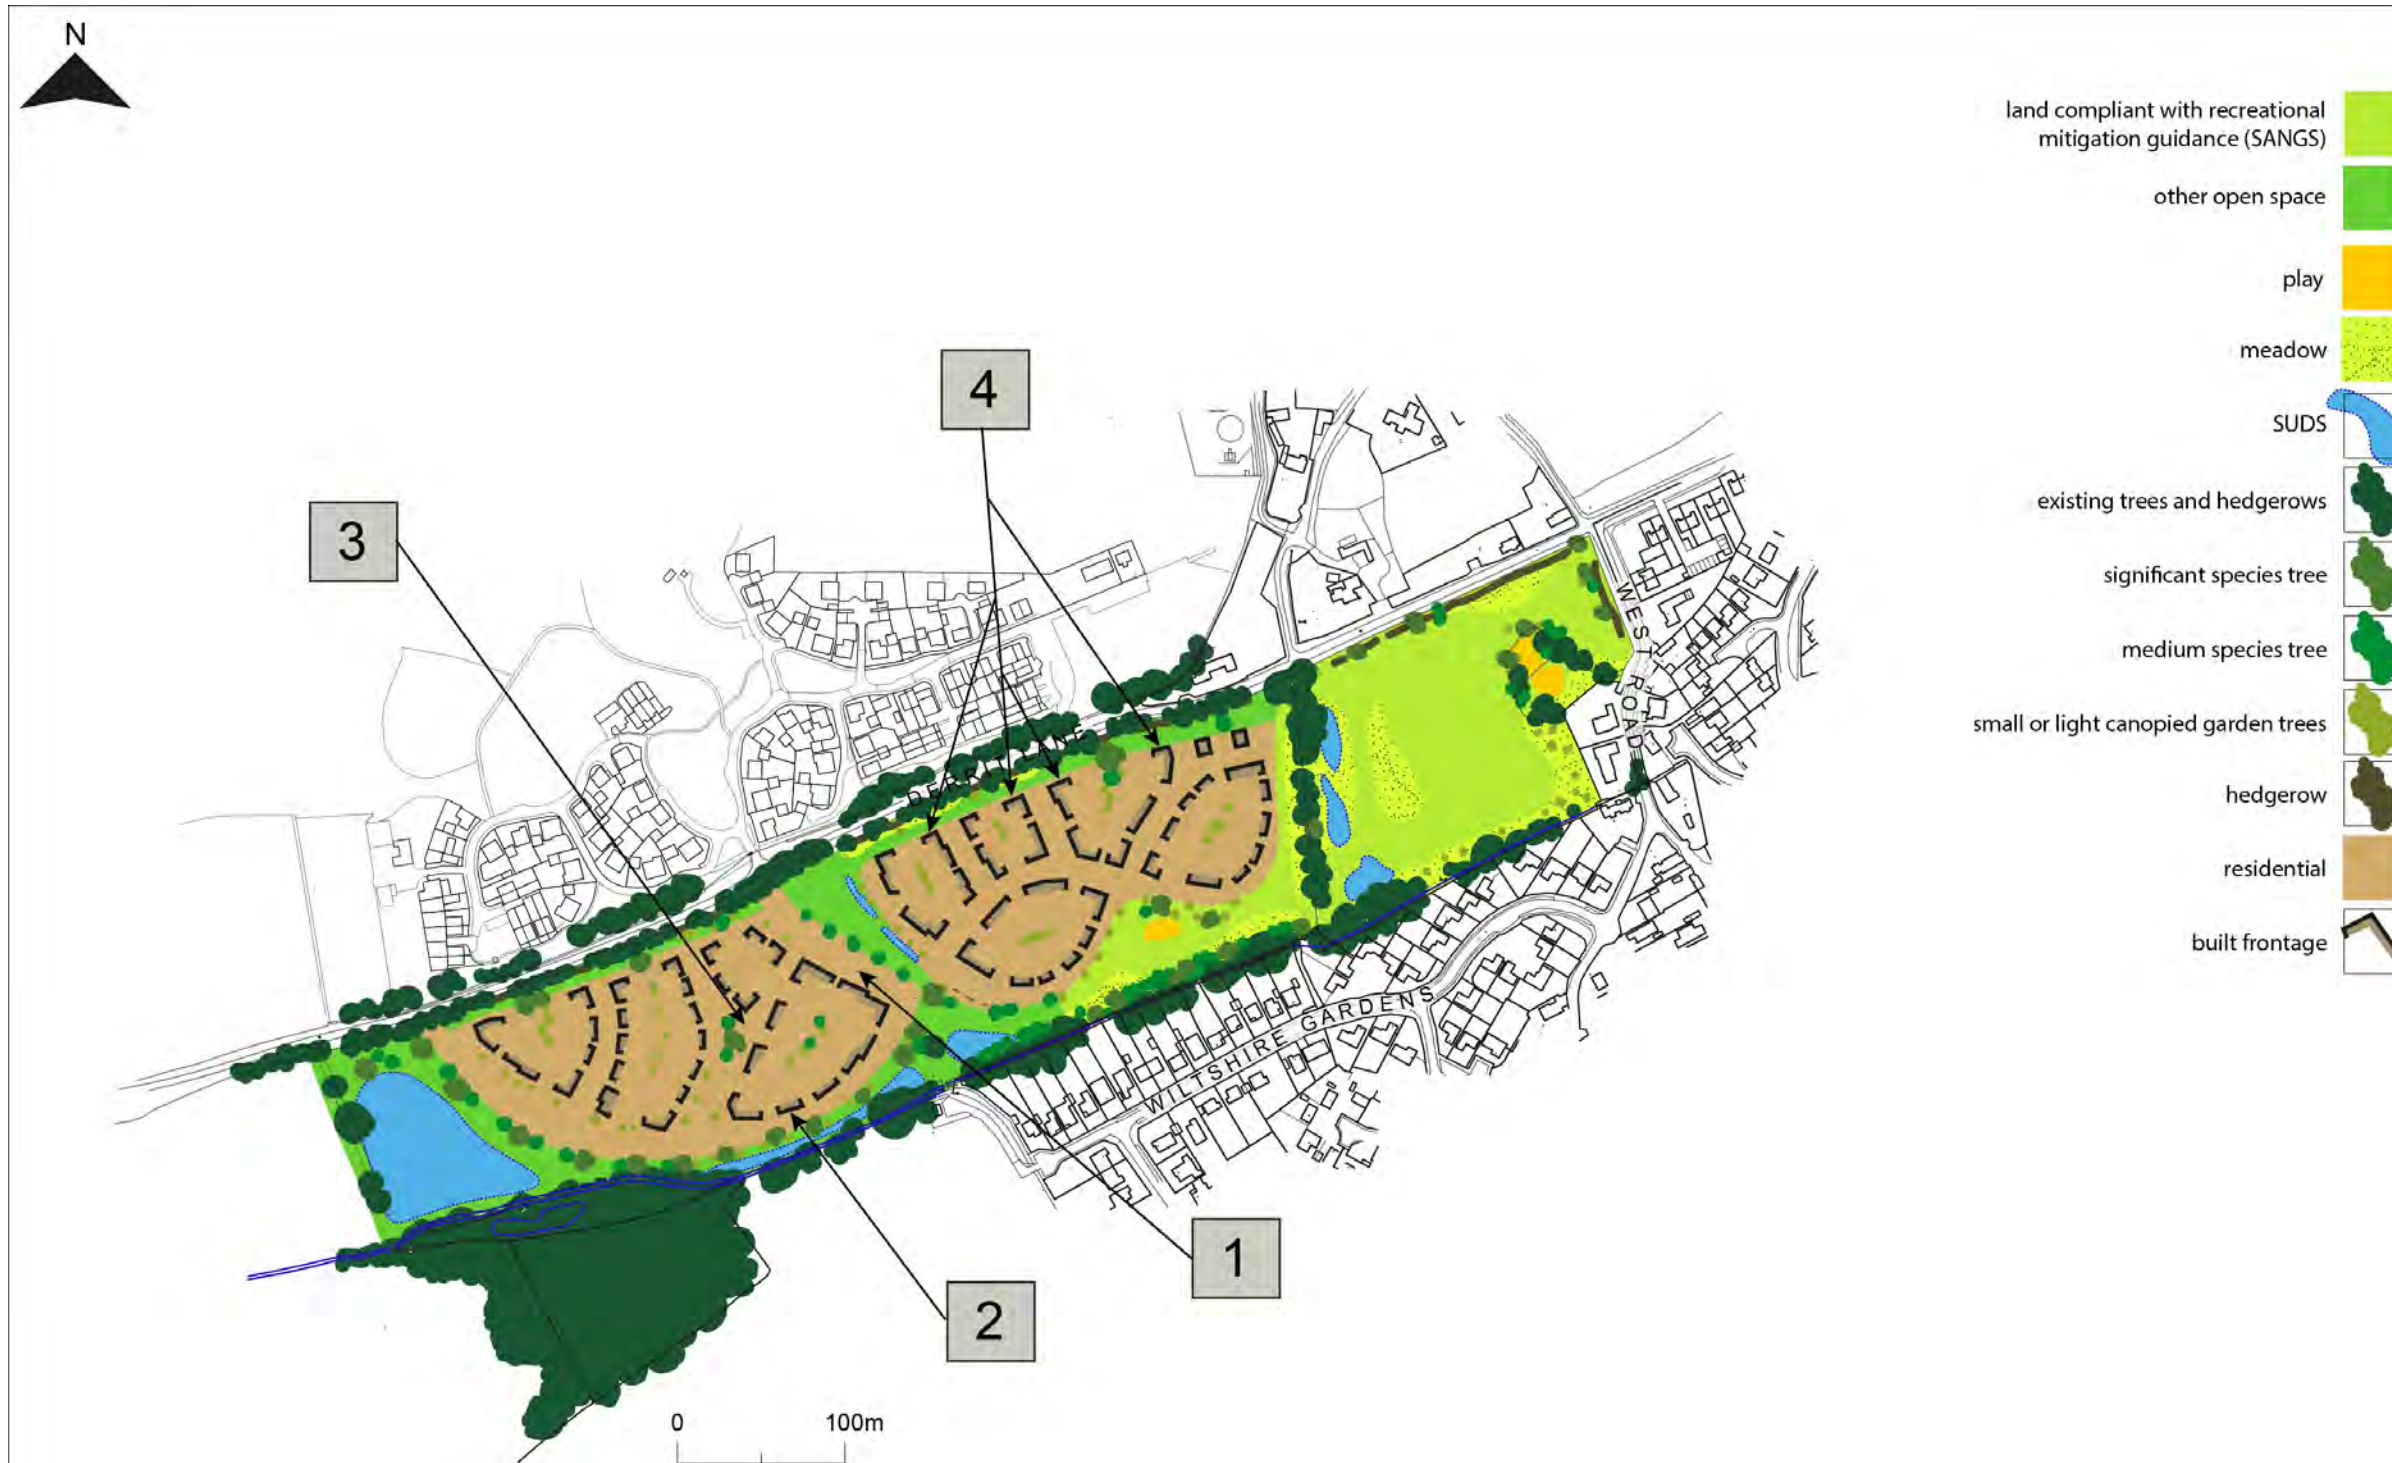 N
land compliant with recreational
mitigation guidance (SANGS)
other open space
play
meadow
SUDS
existing trees and hedgerows
significant species tree
medium species tree
small or light canopied garden trees
hedgerow
residential
built frontage
4
3
WEST ROAD
DERRIT LANE
WILTSHIRE GARDENS
1
2
0 100m